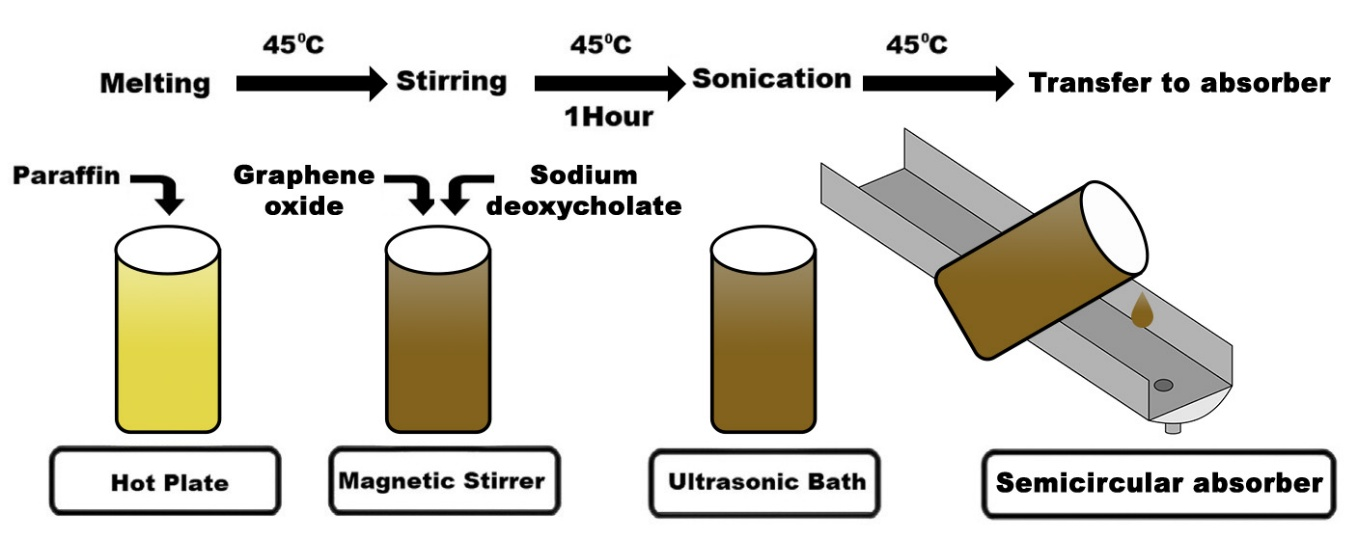 45⁰C 45⁰C 45⁰C
Melting Stirring Sonication Transfer to absorber
1Hour
Paraffin Graphene Sodium
oxide deoxycholate
Hot Plate Magnetic Stirrer Ultrasonic Bath Semicircular absorber